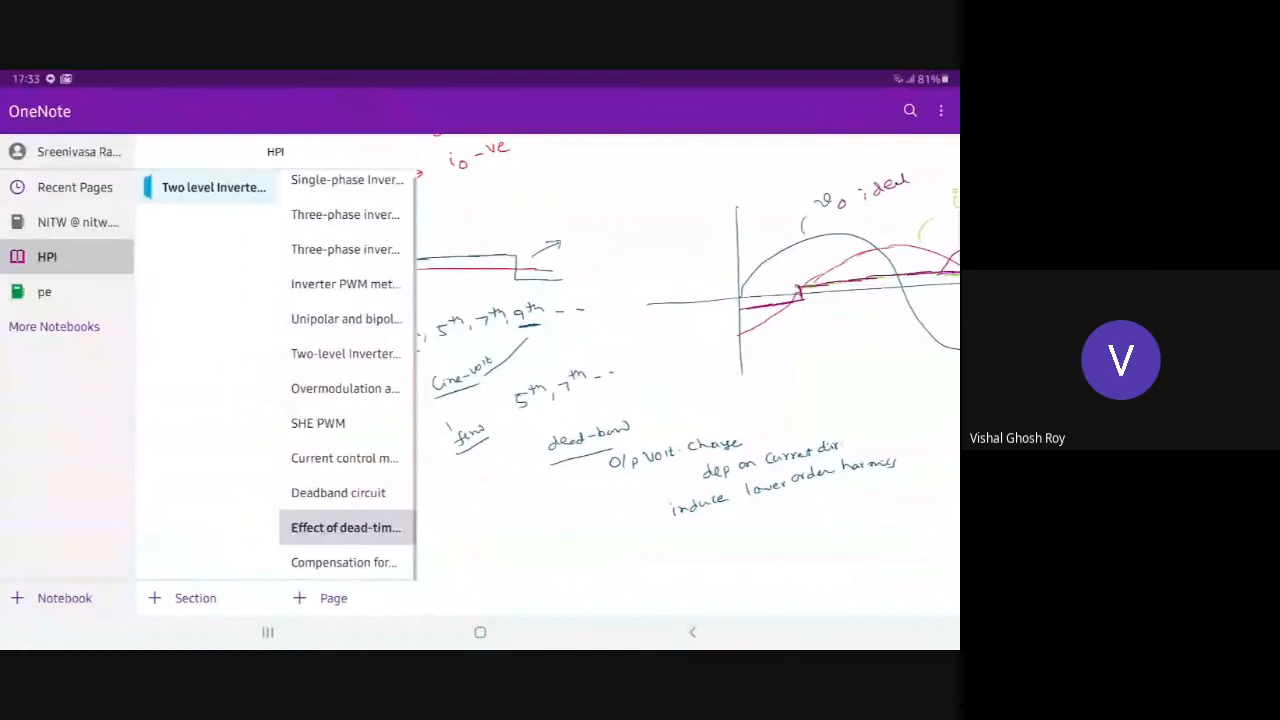 17:33
81%
OneNote
Sreenivasa Ra...
HPI
Recent Pages
Two level Inverte...
Single-phase Inver...
NITW @ nitw....
Three-phase inver...
HPI
Three-phase inver...
pe
Inverter PWM met...
More Notebooks
Unipolar and bipol...
Two-level Inverter...
Overmodulation a...
SHE PWM
Current control m...
Deadband circuit
Effect of dead-tim...
Compensation for...
+ Notebook
+ Section
+ Page
i0 -ve
v0 ideal
5th, 7th, 9th - -
Line-volt
5th, 7th - -
dead-band
O/p Volt. change
dep on current dir.
induce lower order
V
Vishal Ghosh Roy